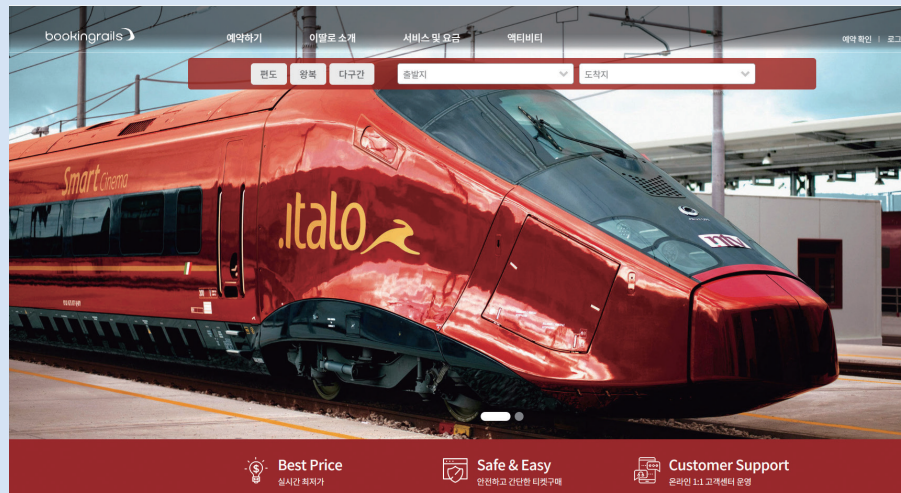 bookingrails
예약하기 이딸로 소개 서비스 및 요금 액티비티
예약 확인 | 로그
편도 왕복 다구간 출발지 도착지
Smart Cinema
.italo
ntv
Best Price
실시간 최저가
Safe & Easy
안전하고 간단한 티켓구매
Customer Support
온라인 1:1 고객센터 운영